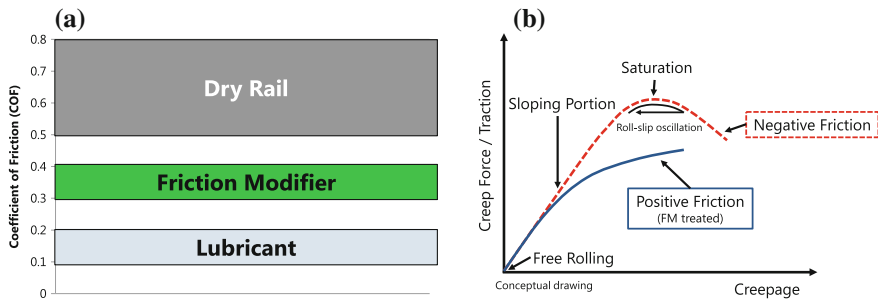 (a)
Coefficient of Friction (COF)
0.8
0.7
0.6
0.5
0.4
0.3
0.2
0.1
0
Dry Rail
Friction Modifier
Lubricant
(b)
Creep Force / Traction
Saturation
Sloping Portion
Roll-slip oscillation
Negative Friction
Positive Friction
(FM treated)
Free Rolling
Conceptual drawing
Creepage